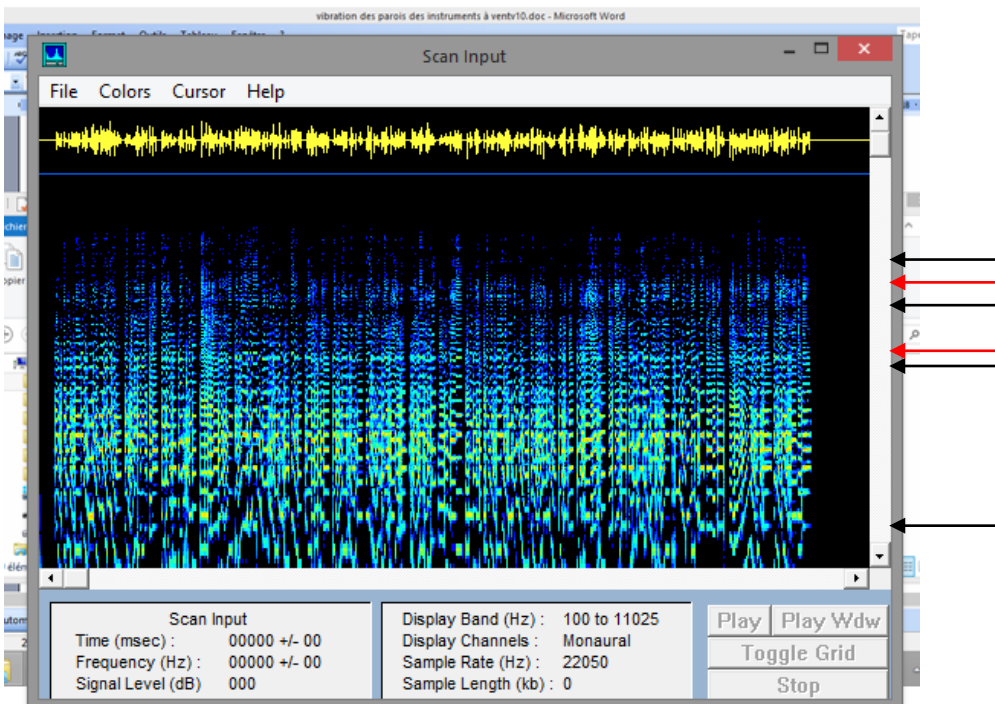 vibration des parois des instruments à ventv10.doc - Microsoft Word
Scan Input
File Colors Cursor Help
Scan Input
Time (msec) : 00000 +/- 00
Frequency (Hz) : 00000 +/- 00
Signal Level (dB) 000
Display Band (Hz) : 100 to 11025
Display Channels : Monaural
Sample Rate (Hz) : 22050
Sample Length (kb) : 0
Play Play Wdw
Toggle Grid
Stop